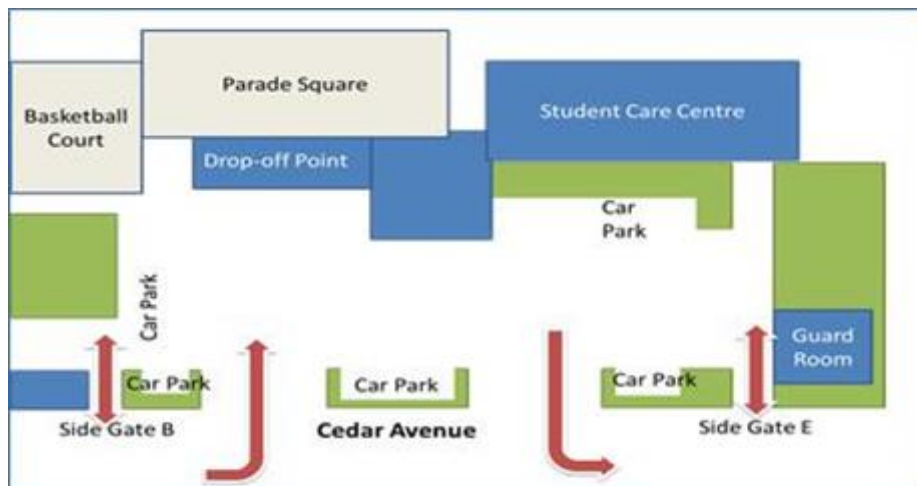 Parade Square
Basketball
Court
Student Care Centre
Drop-off Point
Car
Park
Car Park
Guard
Room
Car Park
Car Park
Car Park
Side Gate B
Cedar Avenue
Side Gate E